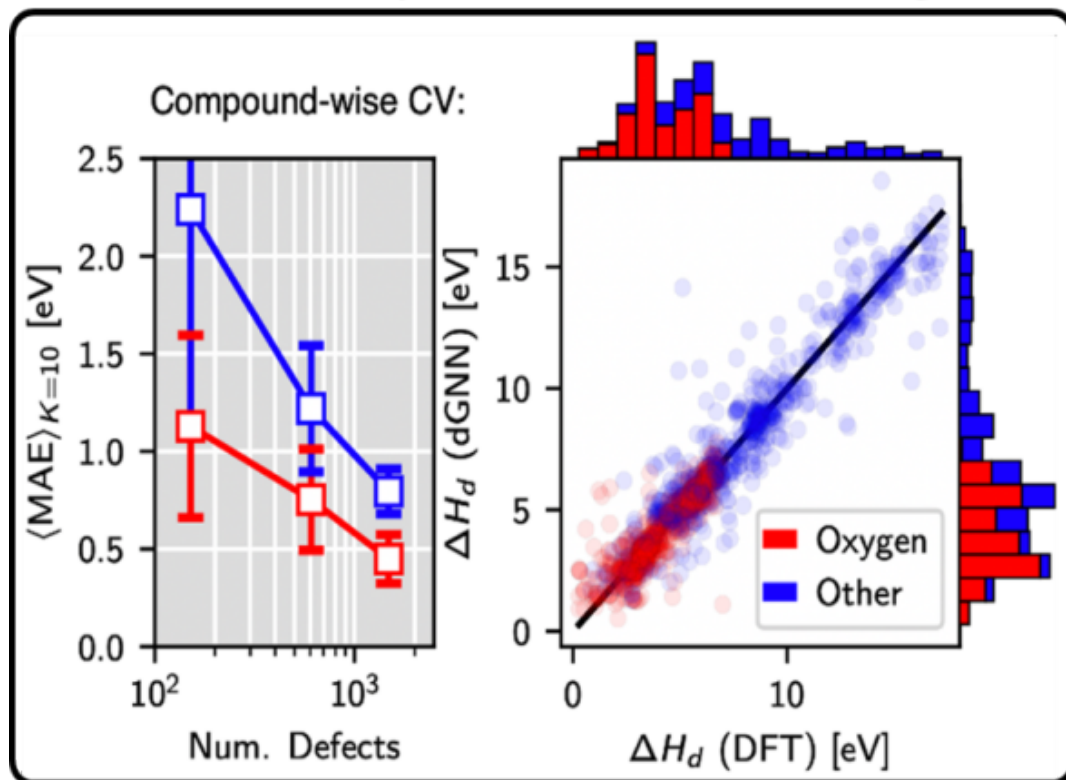 Compound-wise CV:
⟨MAE⟩K=10 [eV]
2.5
2.0
1.5
1.0
0.5
0.0
10² 10³
Num. Defects
ΔHd (dGNN) [eV]
15
10
5
0
0 10
ΔHd (DFT) [eV]
Oxygen
Other